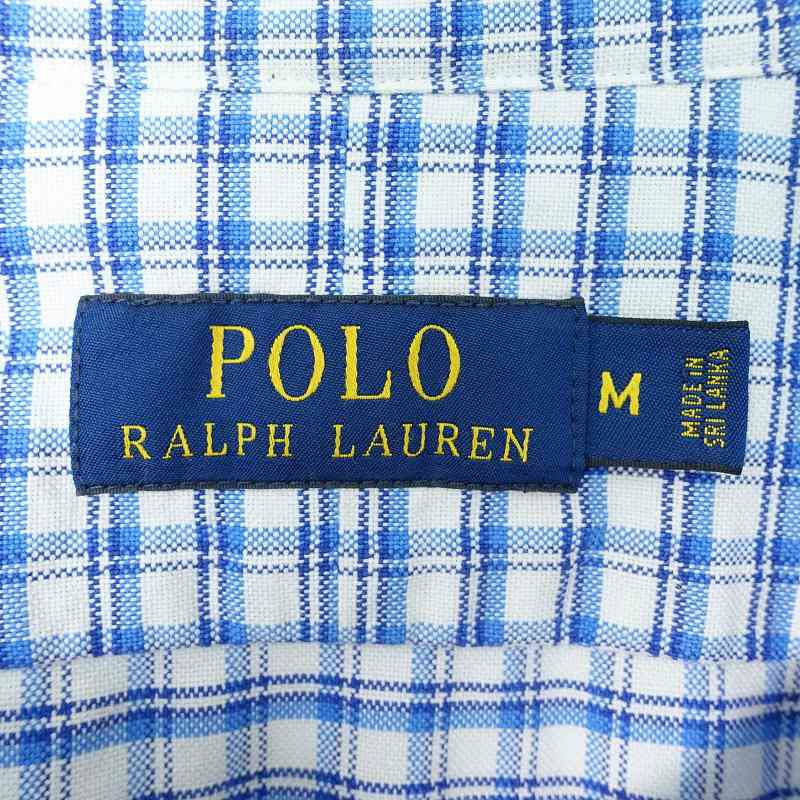 POLO
RALPH LAUREN
M
MADE IN
SRI LANKA